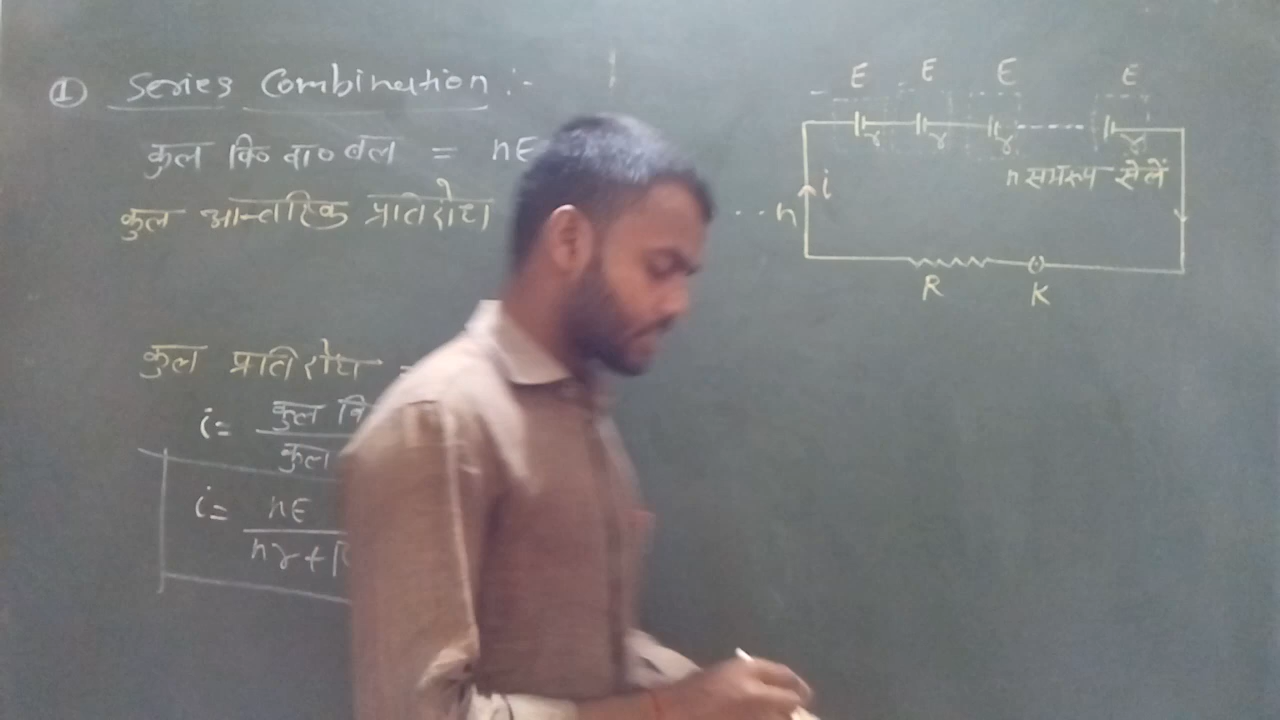 ① Series Combination :-
कुल वि० वा० बल = nE
कुल आन्तरिक प्रतिरोध
... n
कुल प्रतिरोध =
i = कुल वि
कुल
i = nE
nr + R
E E E E
r r r r
n समरूप सेलें
i
R K